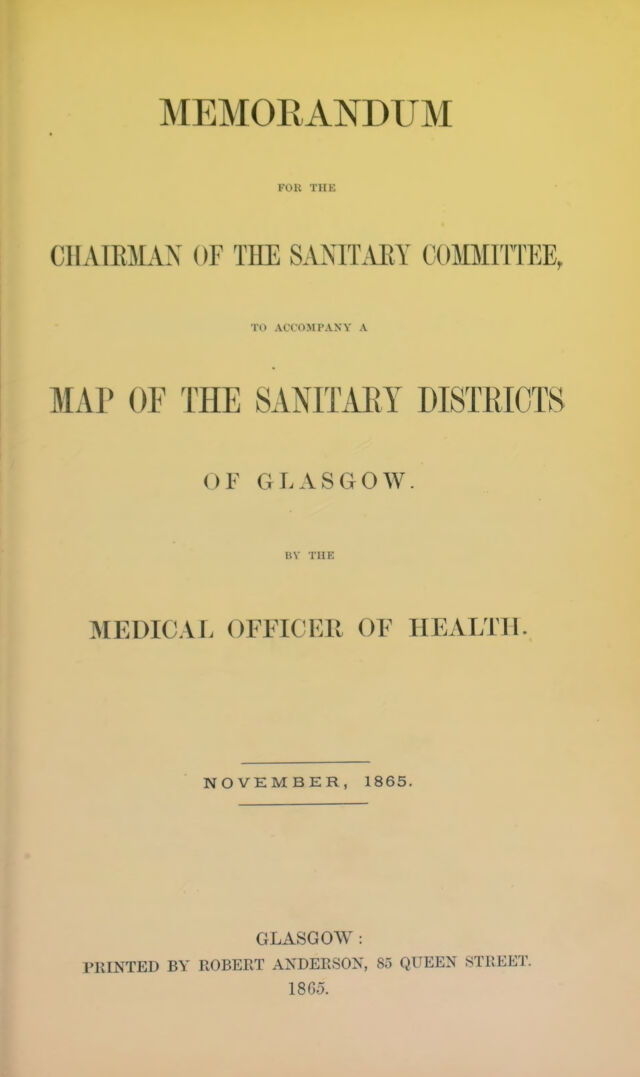 MEMORANDUM
FOR THE
CHAIRMAN OF THE SANITARY COMMITTEE,
TO ACCOMPANY A
MAP OF THE SANITARY DISTRICTS
OF GLASGOW.
BY THE
MEDICAL OFFICER OF HEALTH.
NOVEMBER, 1865.
GLASGOW:
PRINTED BY ROBERT ANDERSON, 85 QUEEN STREET.
1865.